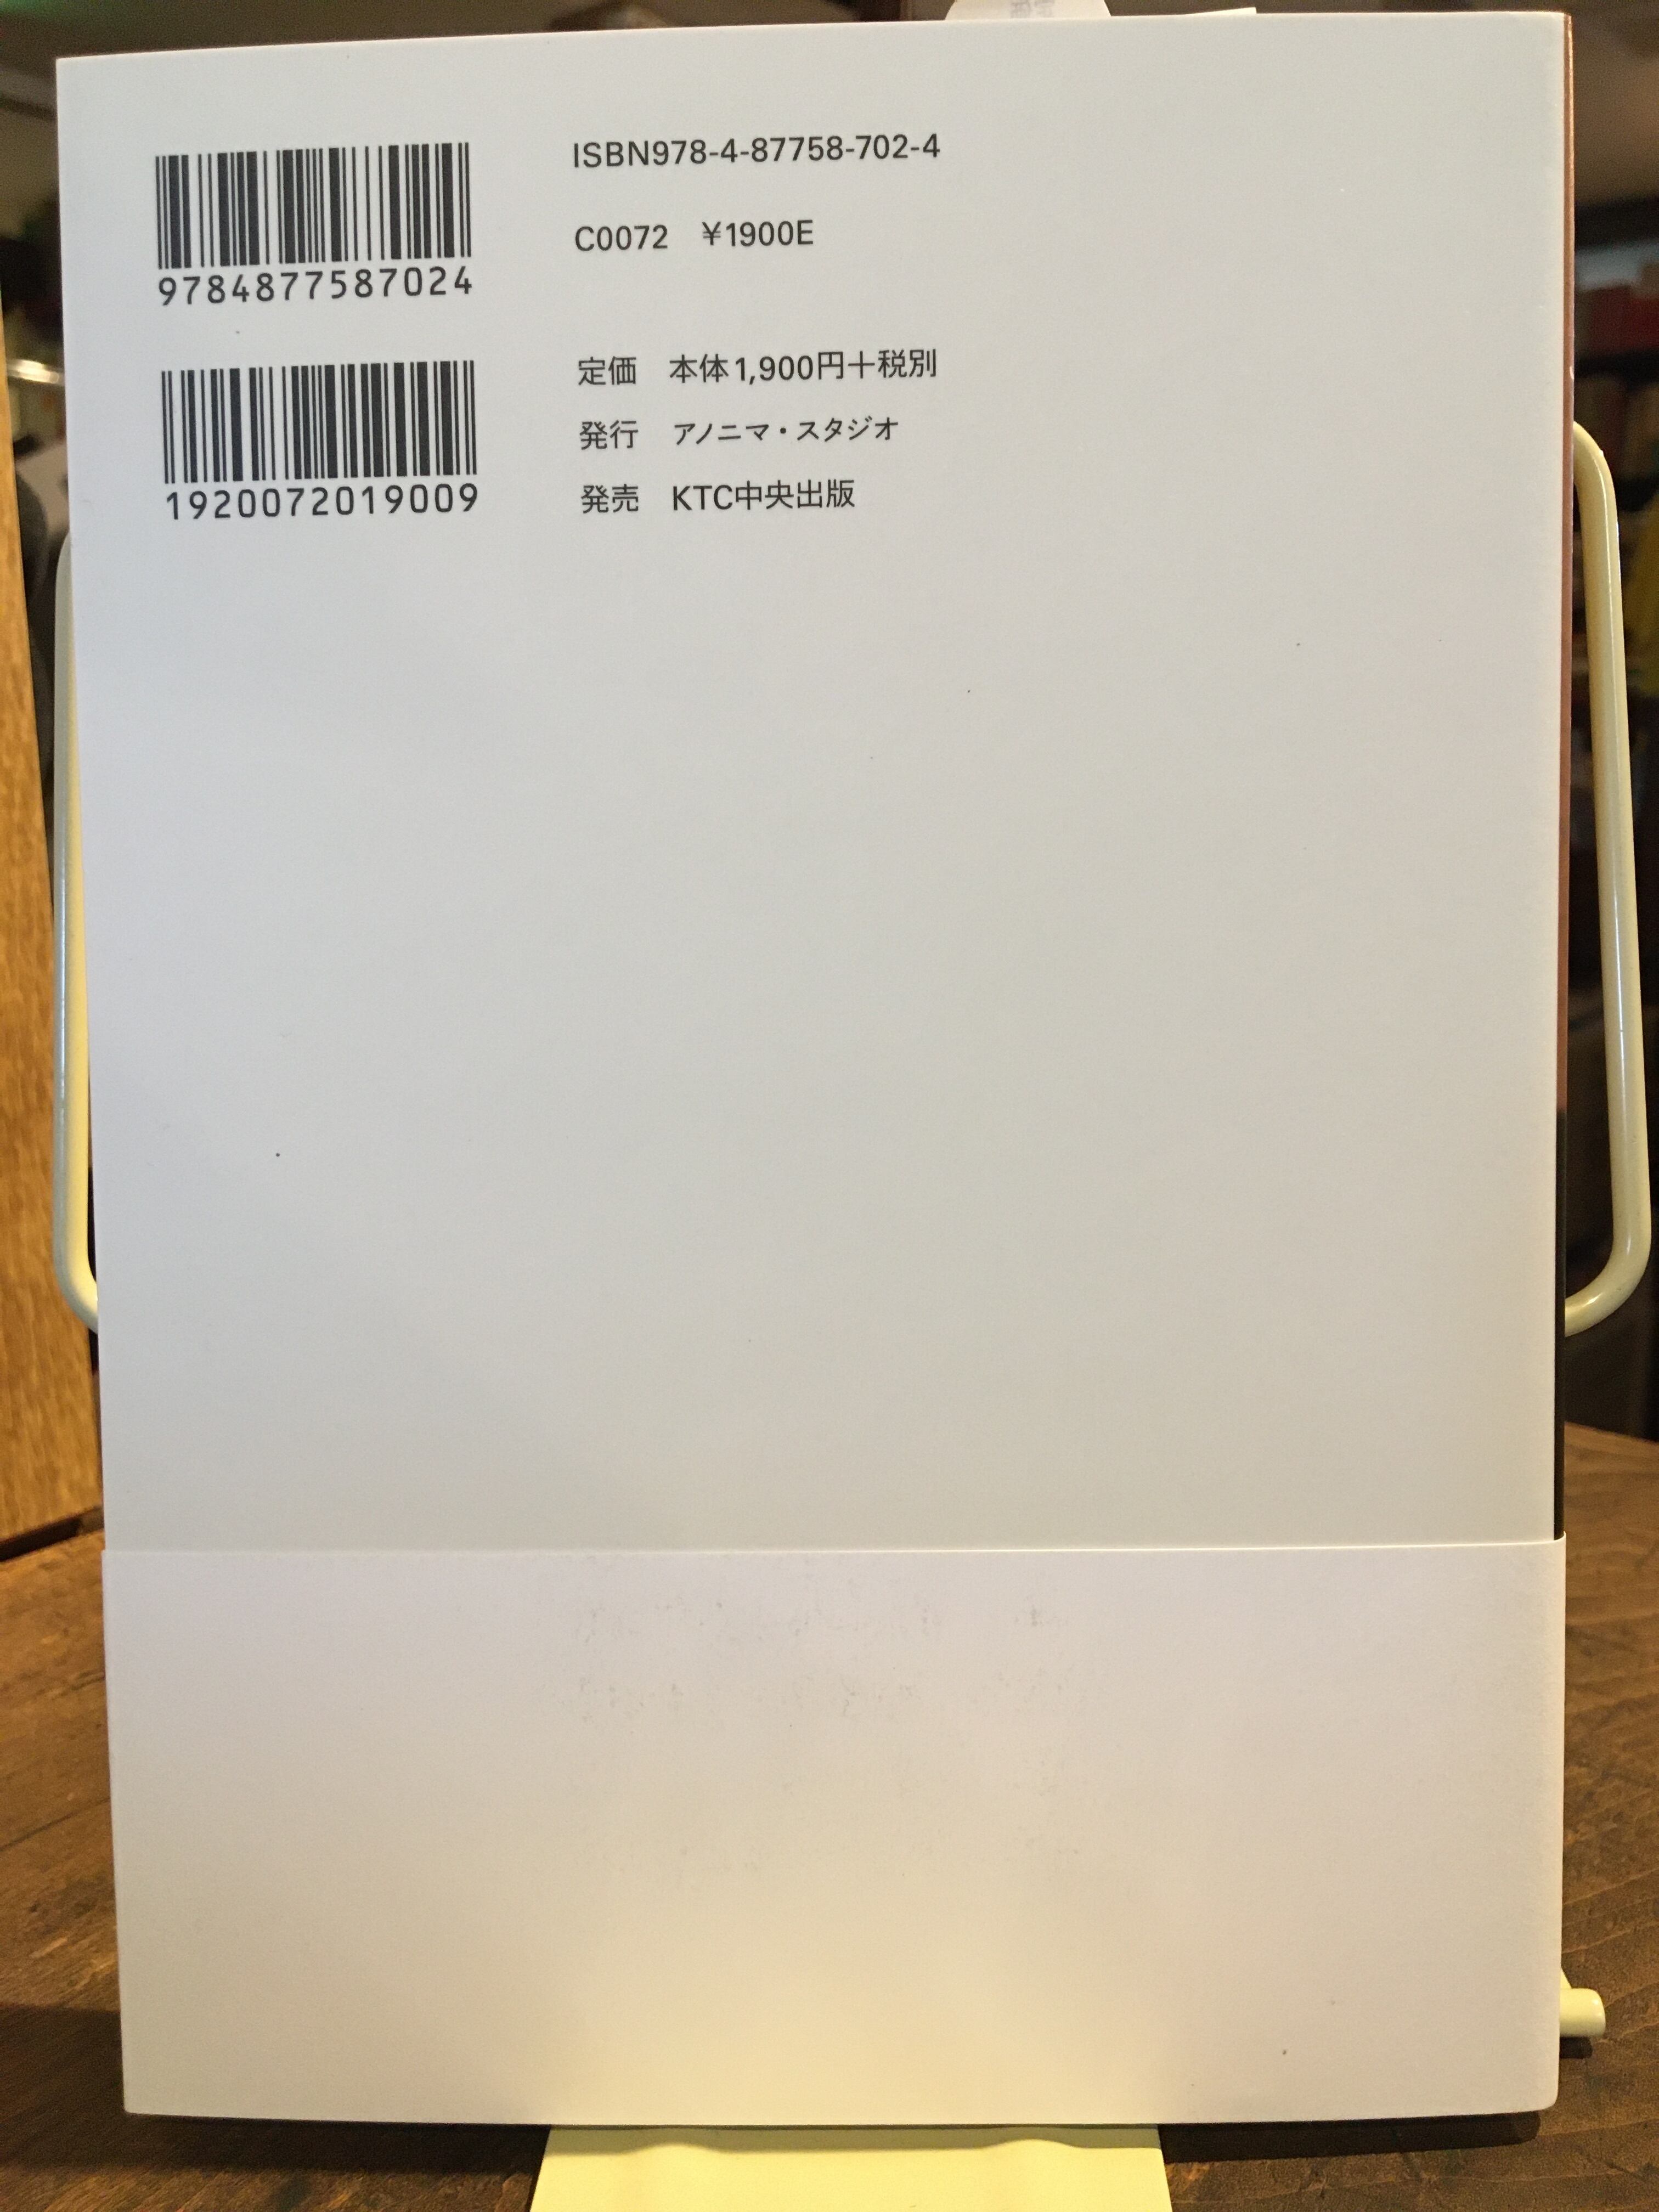 ISBN978-4-87758-702-4
C0072 ¥1900E
9784877587024
定価 本体1,900円＋税別
発行 アノニマ・スタジオ
発売 KTC中央出版
1920072019009